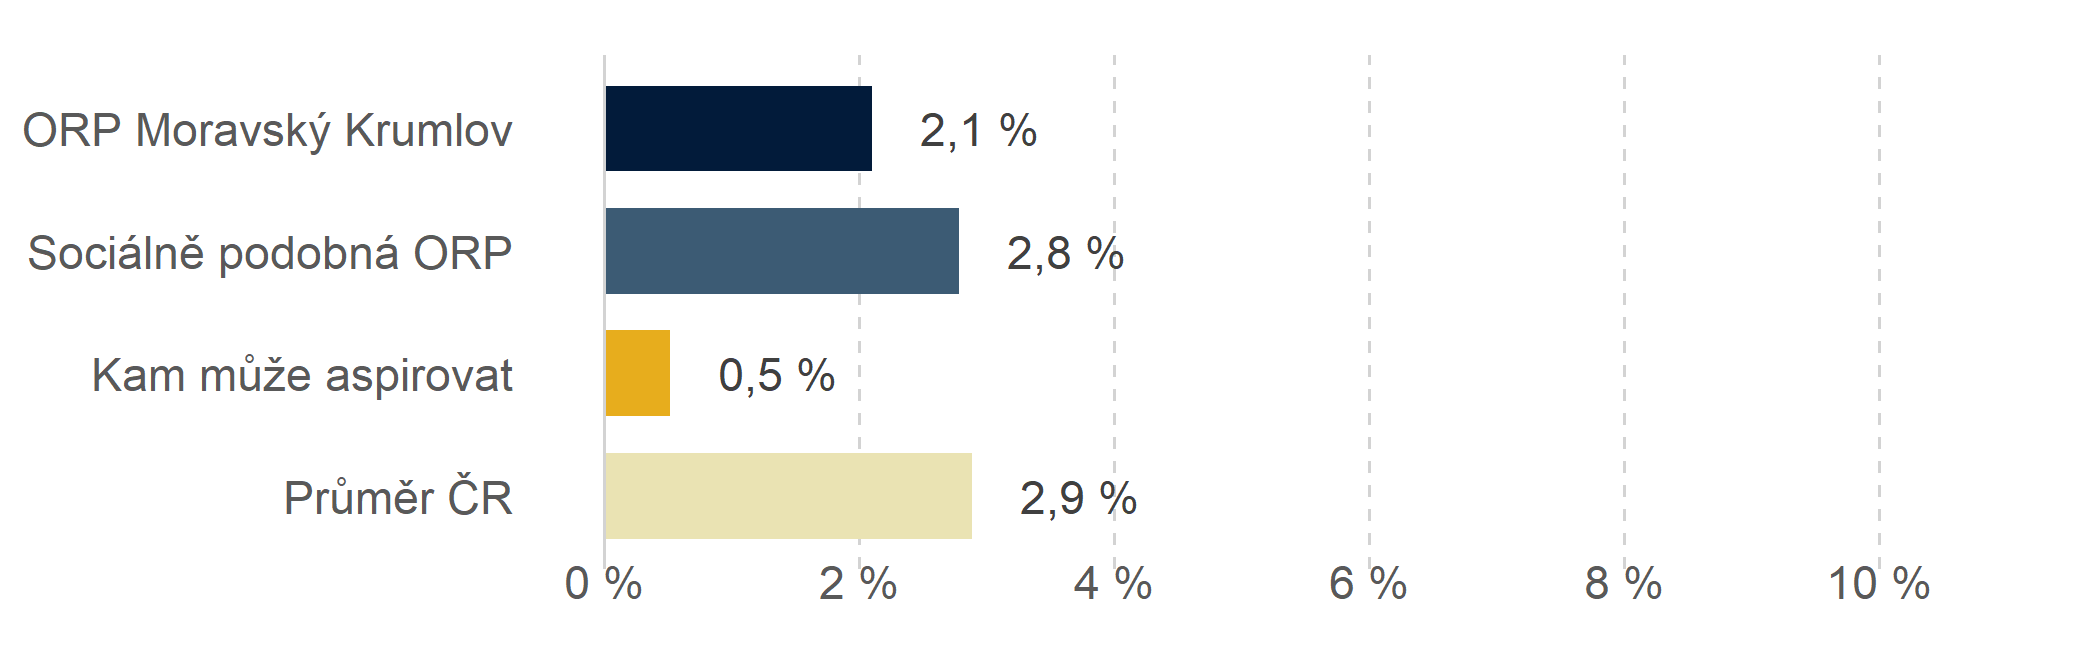 ORP Moravský Krumlov
2,1 %
Sociálně podobná ORP
2,8 %
Kam může aspirovat
0,5 %
Průměr ČR
2,9 %
0 % 2 % 4 % 6 % 8 % 10 %